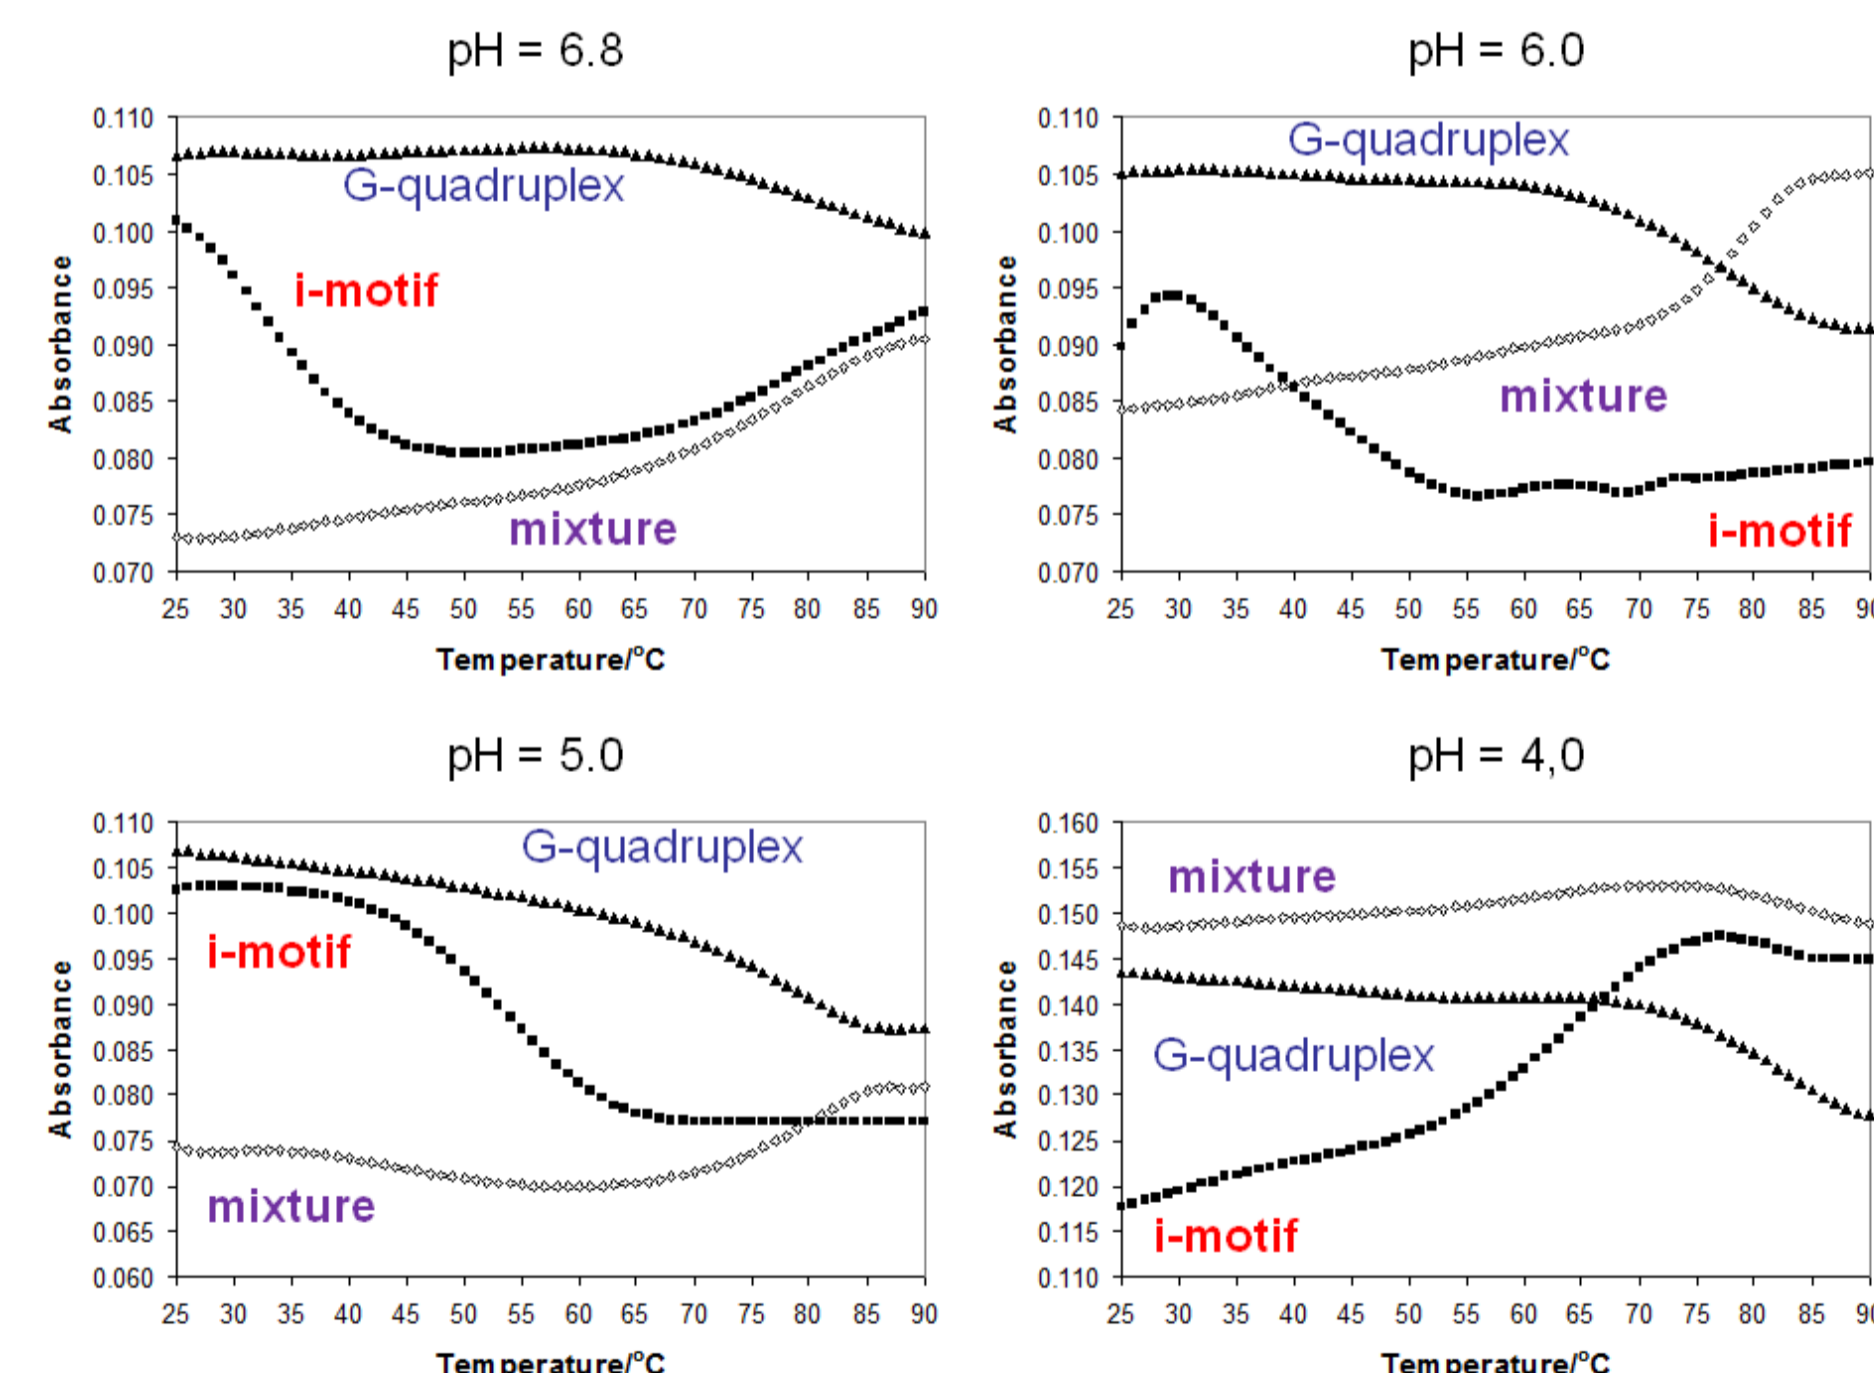 pH = 6.8
0.110
0.105
0.100
0.095
0.090
0.085
0.080
0.075
0.070
Absorbance
G-quadruplex
i-motif
mixture
25 30 35 40 45 50 55 60 65 70 75 80 85 90
Temperature/°C
pH = 6.0
0.110
0.105
0.100
0.095
0.090
0.085
0.080
0.075
0.070
Absorbance
G-quadruplex
mixture
i-motif
25 30 35 40 45 50 55 60 65 70 75 80 85 90
Temperature/°C
pH = 5.0
0.110
0.105
0.100
0.095
0.090
0.085
0.080
0.075
0.070
0.065
0.060
Absorbance
G-quadruplex
i-motif
mixture
25 30 35 40 45 50 55 60 65 70 75 80 85 90
Temperature/°C
pH = 4,0
0.160
0.155
0.150
0.145
0.140
0.135
0.130
0.125
0.120
0.115
0.110
Absorbance
mixture
G-quadruplex
i-motif
25 30 35 40 45 50 55 60 65 70 75 80 85 90
Temperature/°C